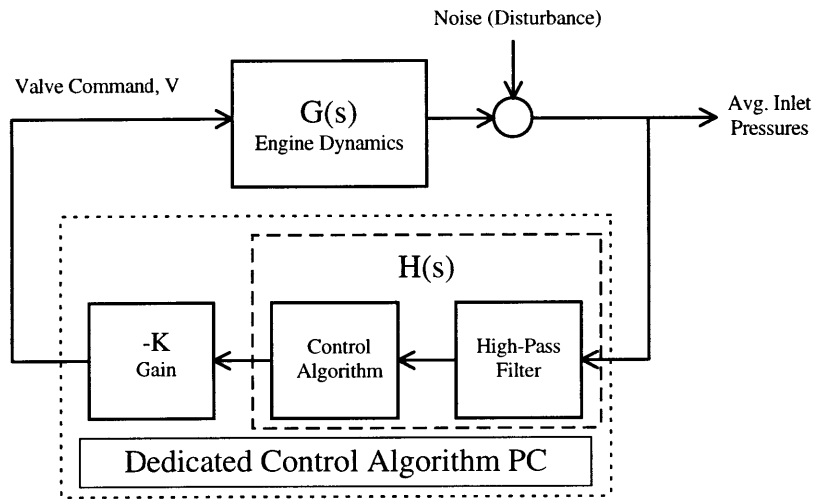 Noise (Disturbance)
Valve Command, V
G(s)
Engine Dynamics
Avg. Inlet
Pressures
H(s)
-K
Gain
Control
Algorithm
High-Pass
Filter
Dedicated Control Algorithm PC